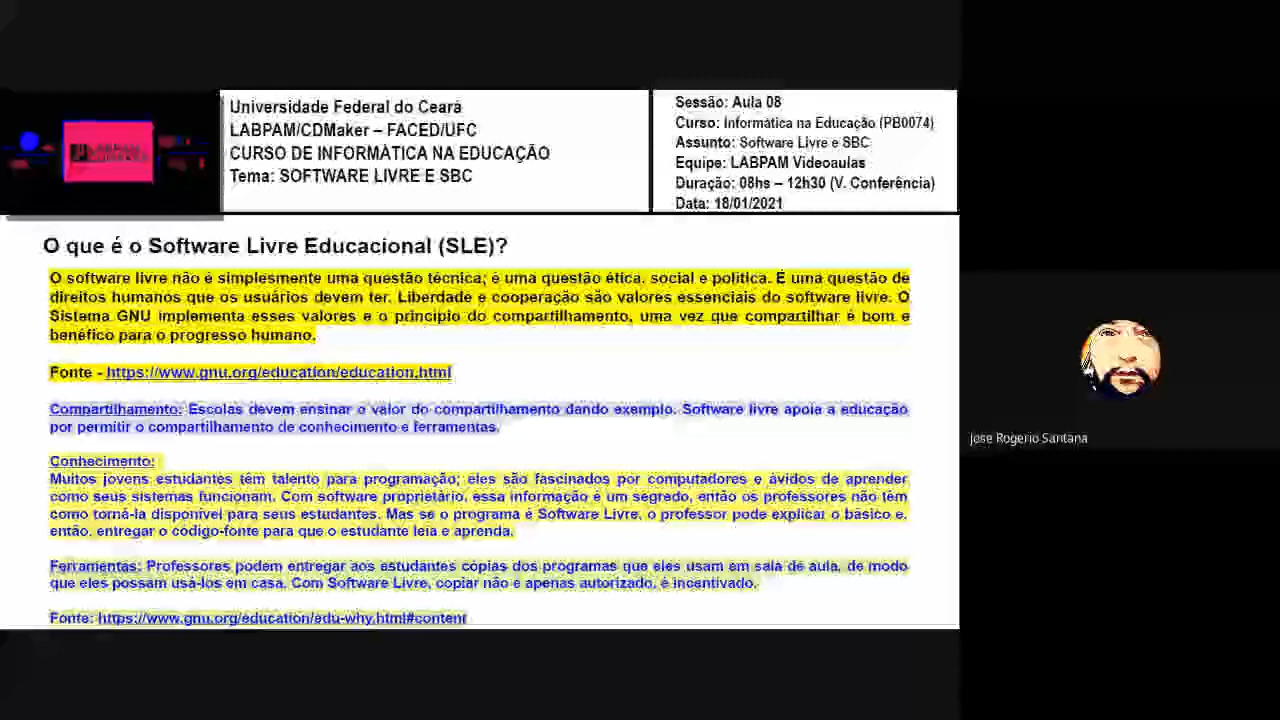 Universidade Federal do Ceará
LABPAM/CDMaker – FACED/UFC
CURSO DE INFORMÁTICA NA EDUCAÇÃO
Tema: SOFTWARE LIVRE E SBC
Sessão: Aula 08
Curso: Informática na Educação (PB0074)
Assunto: Software Livre e SBC
Equipe: LABPAM Videoaulas
Duração: 08hs – 12h30 (V. Conferência)
Data: 18/01/2021
O que é o Software Livre Educacional (SLE)?
O software livre não é simplesmente uma questão técnica; é uma questão ética, social e política. É uma questão de
direitos humanos que os usuários devem ter. Liberdade e cooperação são valores essenciais do software livre. O
Sistema GNU implementa esses valores e o princípio do compartilhamento, uma vez que compartilhar é bom e
benéfico para o progresso humano.
Fonte - https://www.gnu.org/education/education.html
Compartilhamento: Escolas devem ensinar o valor do compartilhamento dando exemplo. Software livre apoia a educação
por permitir o compartilhamento de conhecimento e ferramentas.
Conhecimento:
Muitos jovens estudantes têm talento para programação; eles são fascinados por computadores e ávidos de aprender
como seus sistemas funcionam. Com software proprietário, essa informação é um segredo, então os professores não têm
como torná-la disponível para seus estudantes. Mas se o programa é Software Livre, o professor pode explicar o básico e,
então, entregar o código-fonte para que o estudante leia e aprenda.
Ferramentas: Professores podem entregar aos estudantes cópias dos programas que eles usam em sala de aula, de modo
que eles possam usá-los em casa. Com Software Livre, copiar não é apenas autorizado, é incentivado.
Fonte: https://www.gnu.org/education/edu-why.html#content
Jose Rogerio Santana